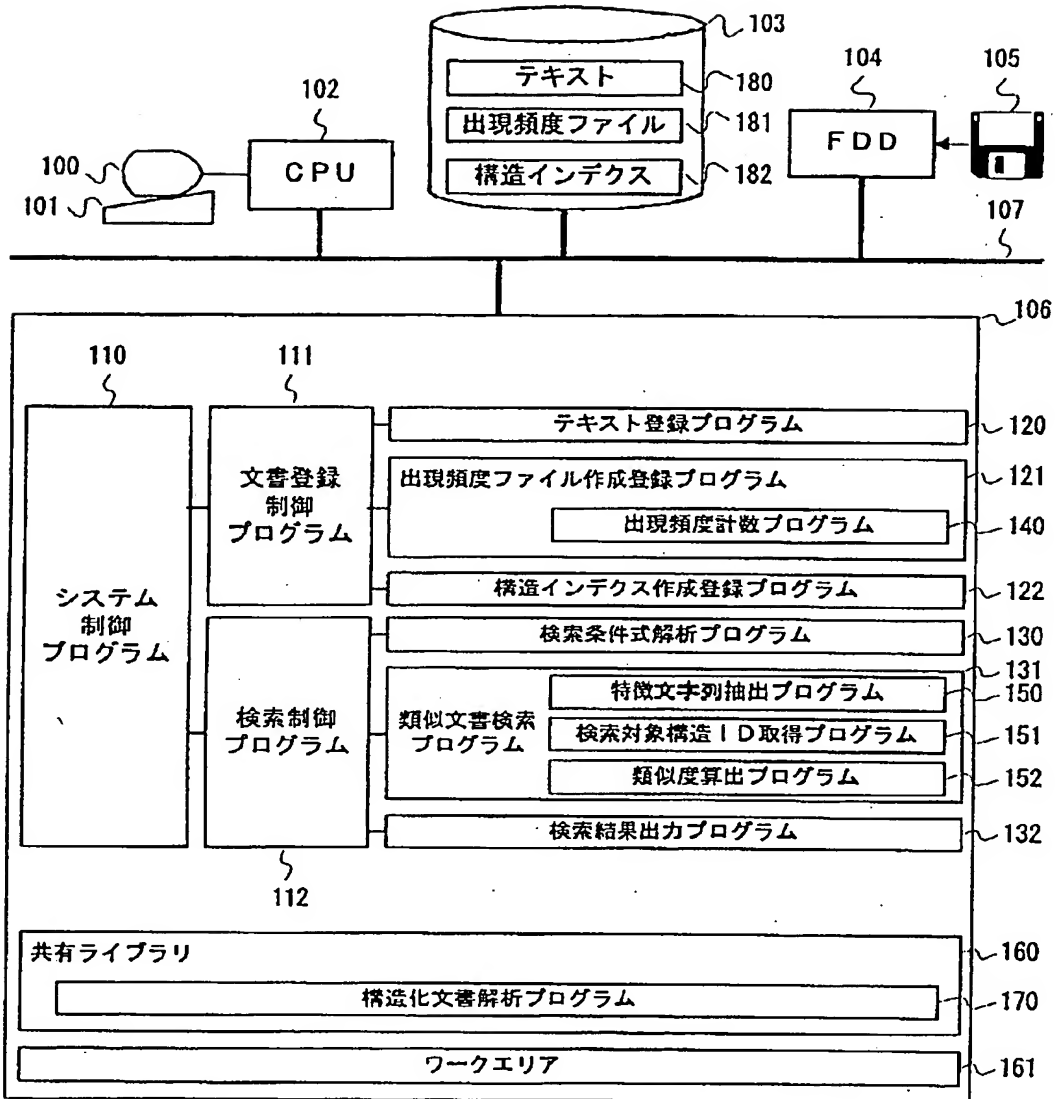 103
テキスト
180
出現頻度ファイル
181
構造インデクス
182
104
FDD
105
102
CPU
100
101
107
106
110
111
システム
制御
プログラム
文書登録
制御
プログラム
テキスト登録プログラム
120
出現頻度ファイル作成登録プログラム
121
出現頻度計数プログラム
140
構造インデクス作成登録プログラム
122
検索制御
プログラム
112
検索条件式解析プログラム
130
類似文書検索
プログラム
131
特徴文字列抽出プログラム
150
検索対象構造ID取得プログラム
151
類似度算出プログラム
152
検索結果出力プログラム
132
共有ライブラリ
160
構造化文書解析プログラム
170
ワークエリア
161